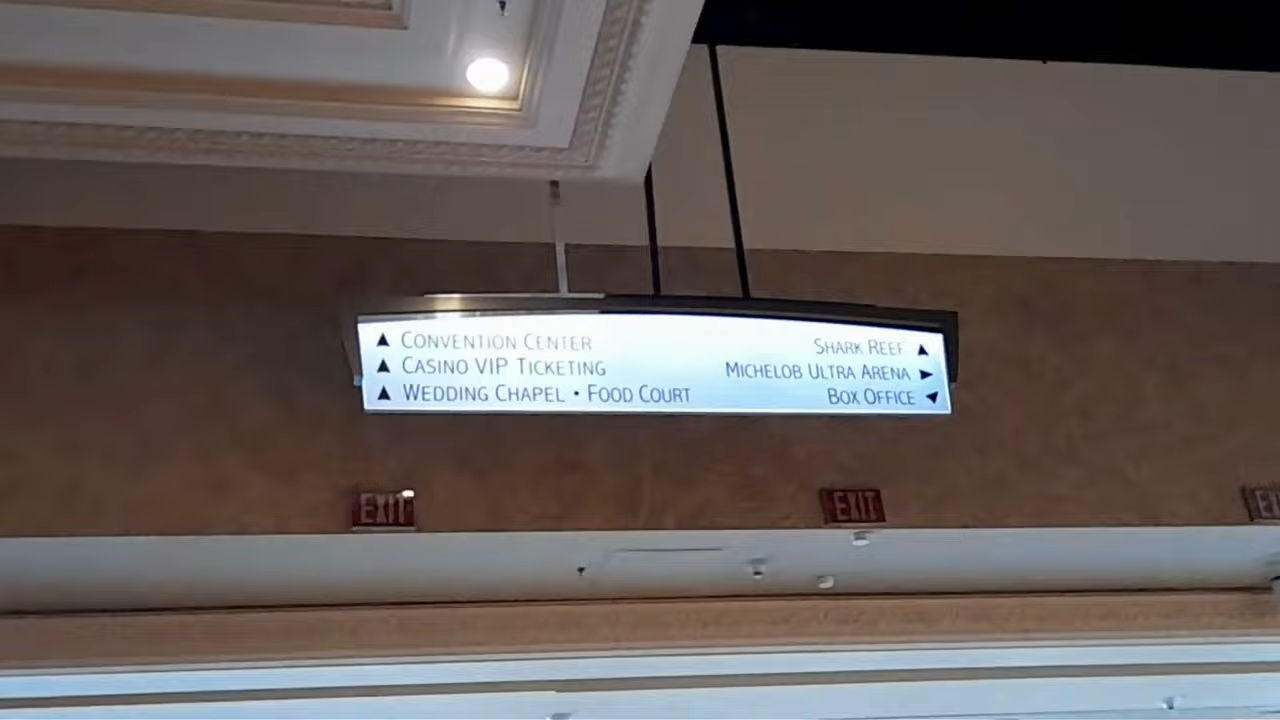 ▲ CONVENTION CENTER
▲ CASINO VIP TICKETING
▲ WEDDING CHAPEL • FOOD COURT
SHARK REEF ▲
MICHELOB ULTRA ARENA ▶
BOX OFFICE ◀
EXIT
EXIT